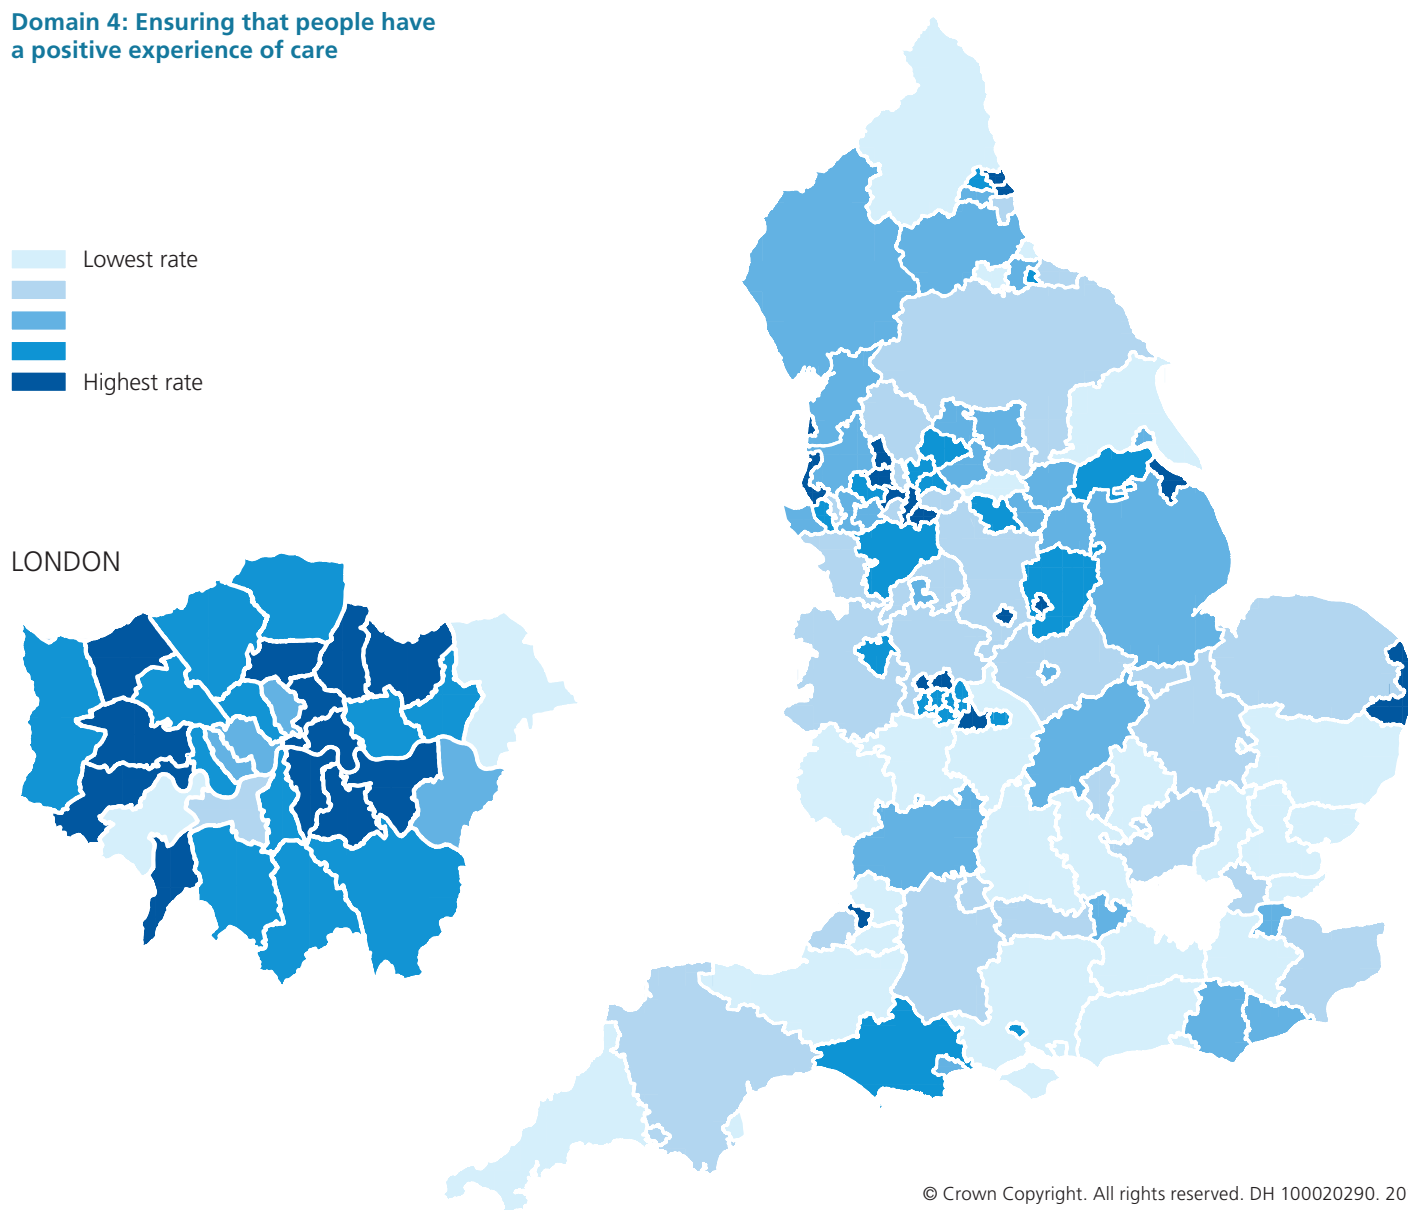 Domain 4: Ensuring that people have
a positive experience of care
Lowest rate
Highest rate
LONDON
© Crown Copyright. All rights reserved. DH 100020290. 20